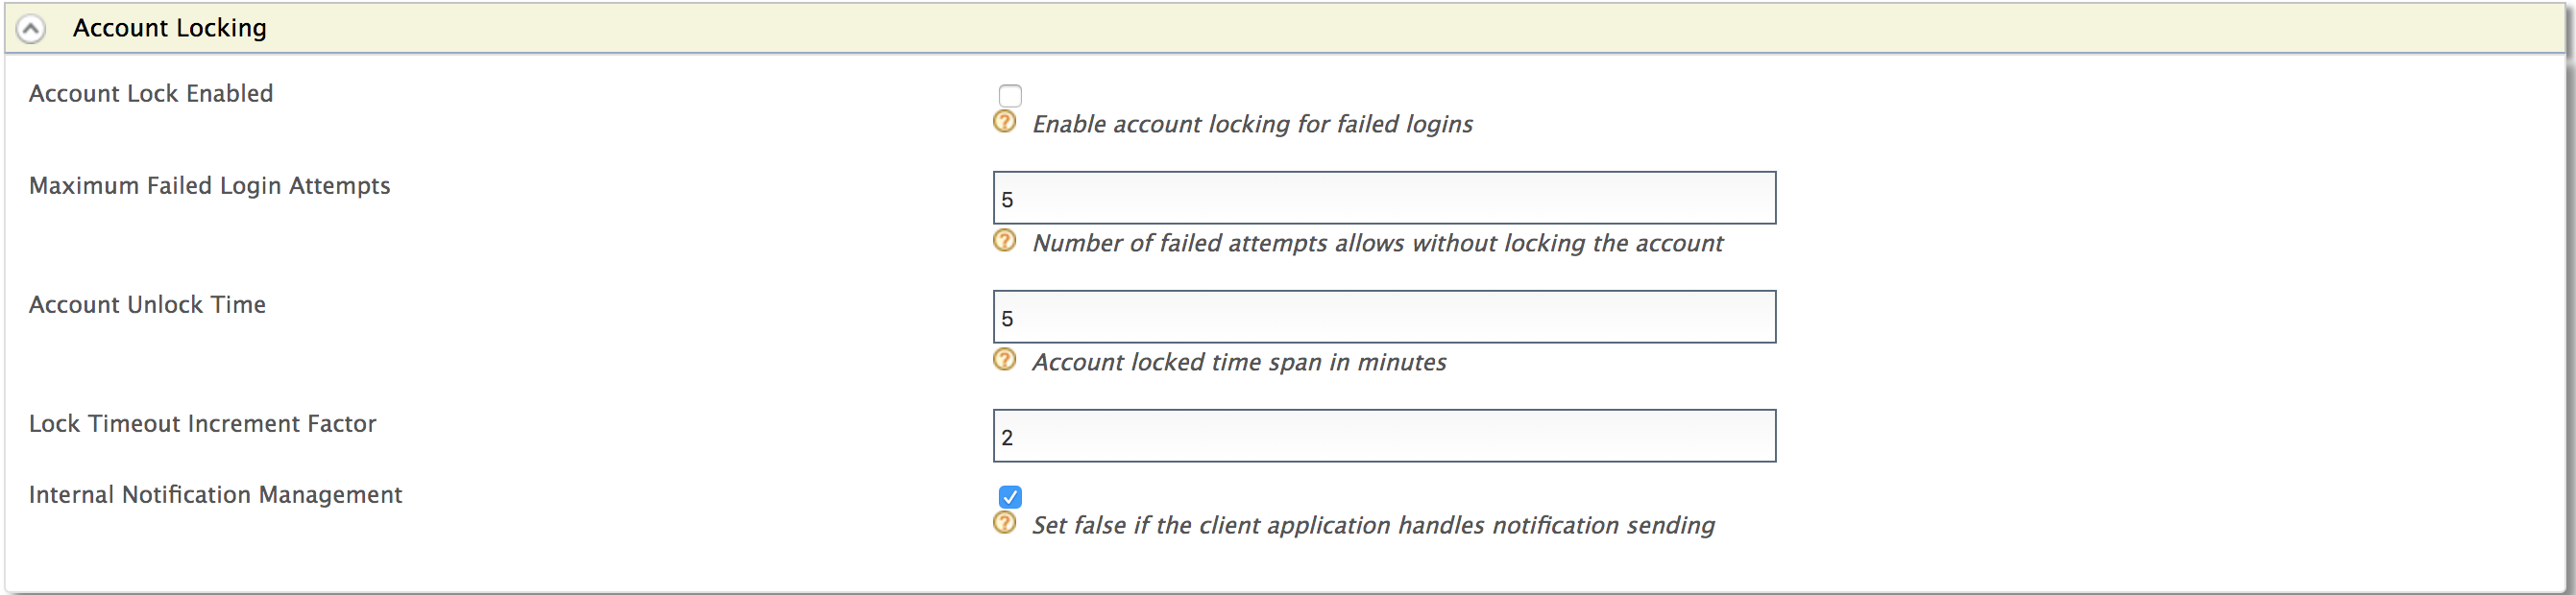 Account Locking
Account Lock Enabled
Enable account locking for failed logins
Maximum Failed Login Attempts
5
Number of failed attempts allows without locking the account
Account Unlock Time
5
Account locked time span in minutes
Lock Timeout Increment Factor
2
Internal Notification Management
Set false if the client application handles notification sending